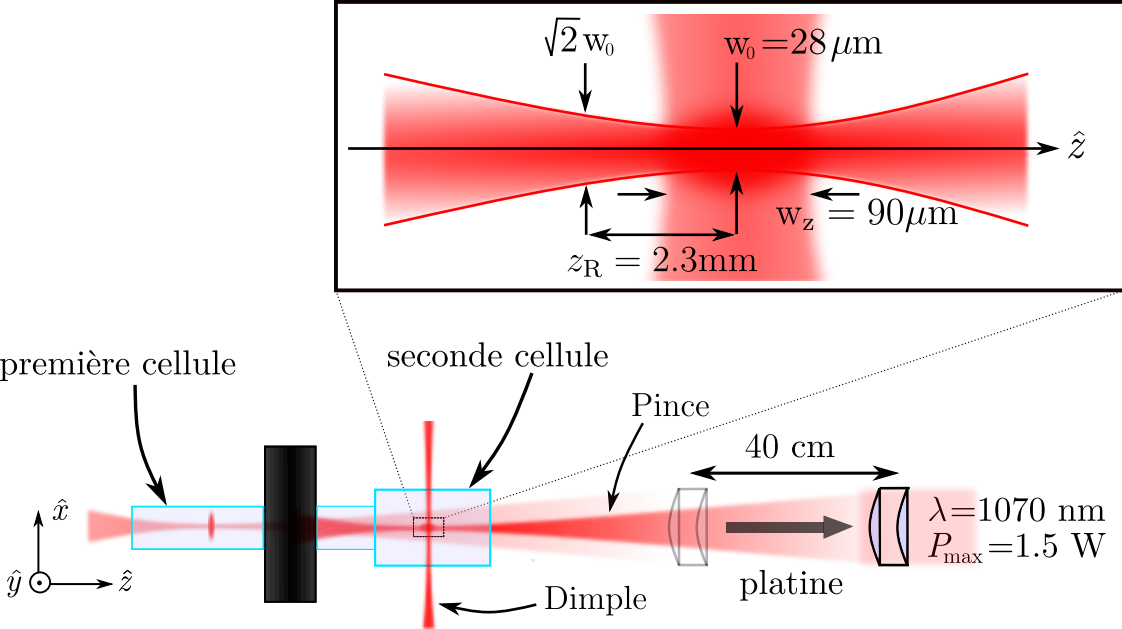 √2 w₀
w₀ =28 μm
ẑ
w_z = 90μm
z_R = 2.3mm
première cellule
seconde cellule
Pince
40 cm
x̂
λ=1070 nm
P_max=1.5 W
ŷ
ẑ
platine
Dimple